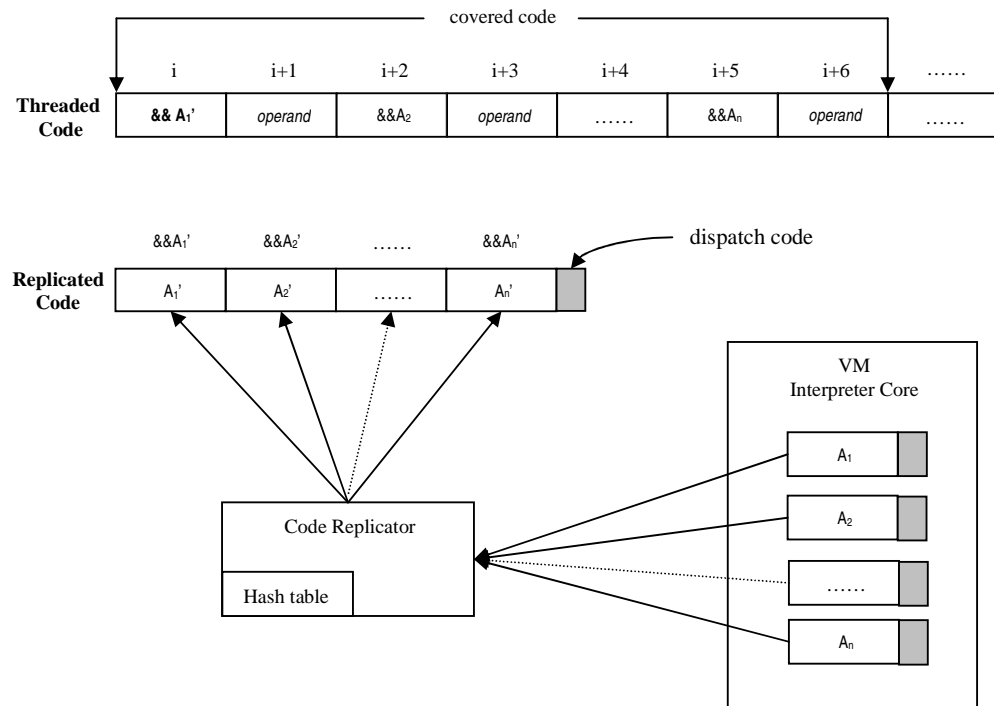 covered code
i i+1 i+2 i+3 i+4 i+5 i+6 ……
Threaded Code
&& A₁’ operand &&A₂ operand …… &&Aₙ operand ……
&&A₁’ &&A₂’ …… &&Aₙ’
dispatch code
Replicated Code
A₁’ A₂’ …… Aₙ’
VM
Interpreter Core
A₁
A₂
……
Aₙ
Code Replicator
Hash table